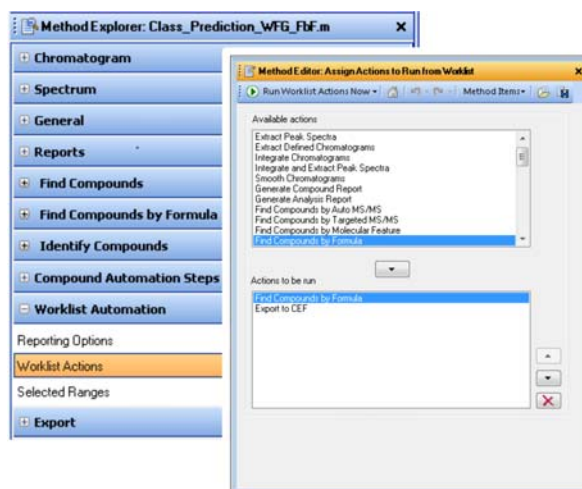 Method Explorer: Class_Prediction_WFG_FbF.m
Chromatogram
Spectrum
General
Reports
Find Compounds
Find Compounds by Formula
Identify Compounds
Compound Automation Steps
Worklist Automation
Reporting Options
Worklist Actions
Selected Ranges
Export
Method Editor: Assign Actions to Run from Worklist
Run Worklist Actions Now Method Items
Available actions
Extract Peak Spectra
Extract Defined Chromatograms
Integrate Chromatograms
Integrate and Extract Peak Spectra
Smooth Chromatograms
Generate Compound Report
Generate Analysis Report
Find Compounds by Auto MS/MS
Find Compounds by Targeted MS/MS
Find Compounds by Molecular Feature
Find Compounds by Formula
Actions to be run
Find Compounds by Formula
Export to CEF